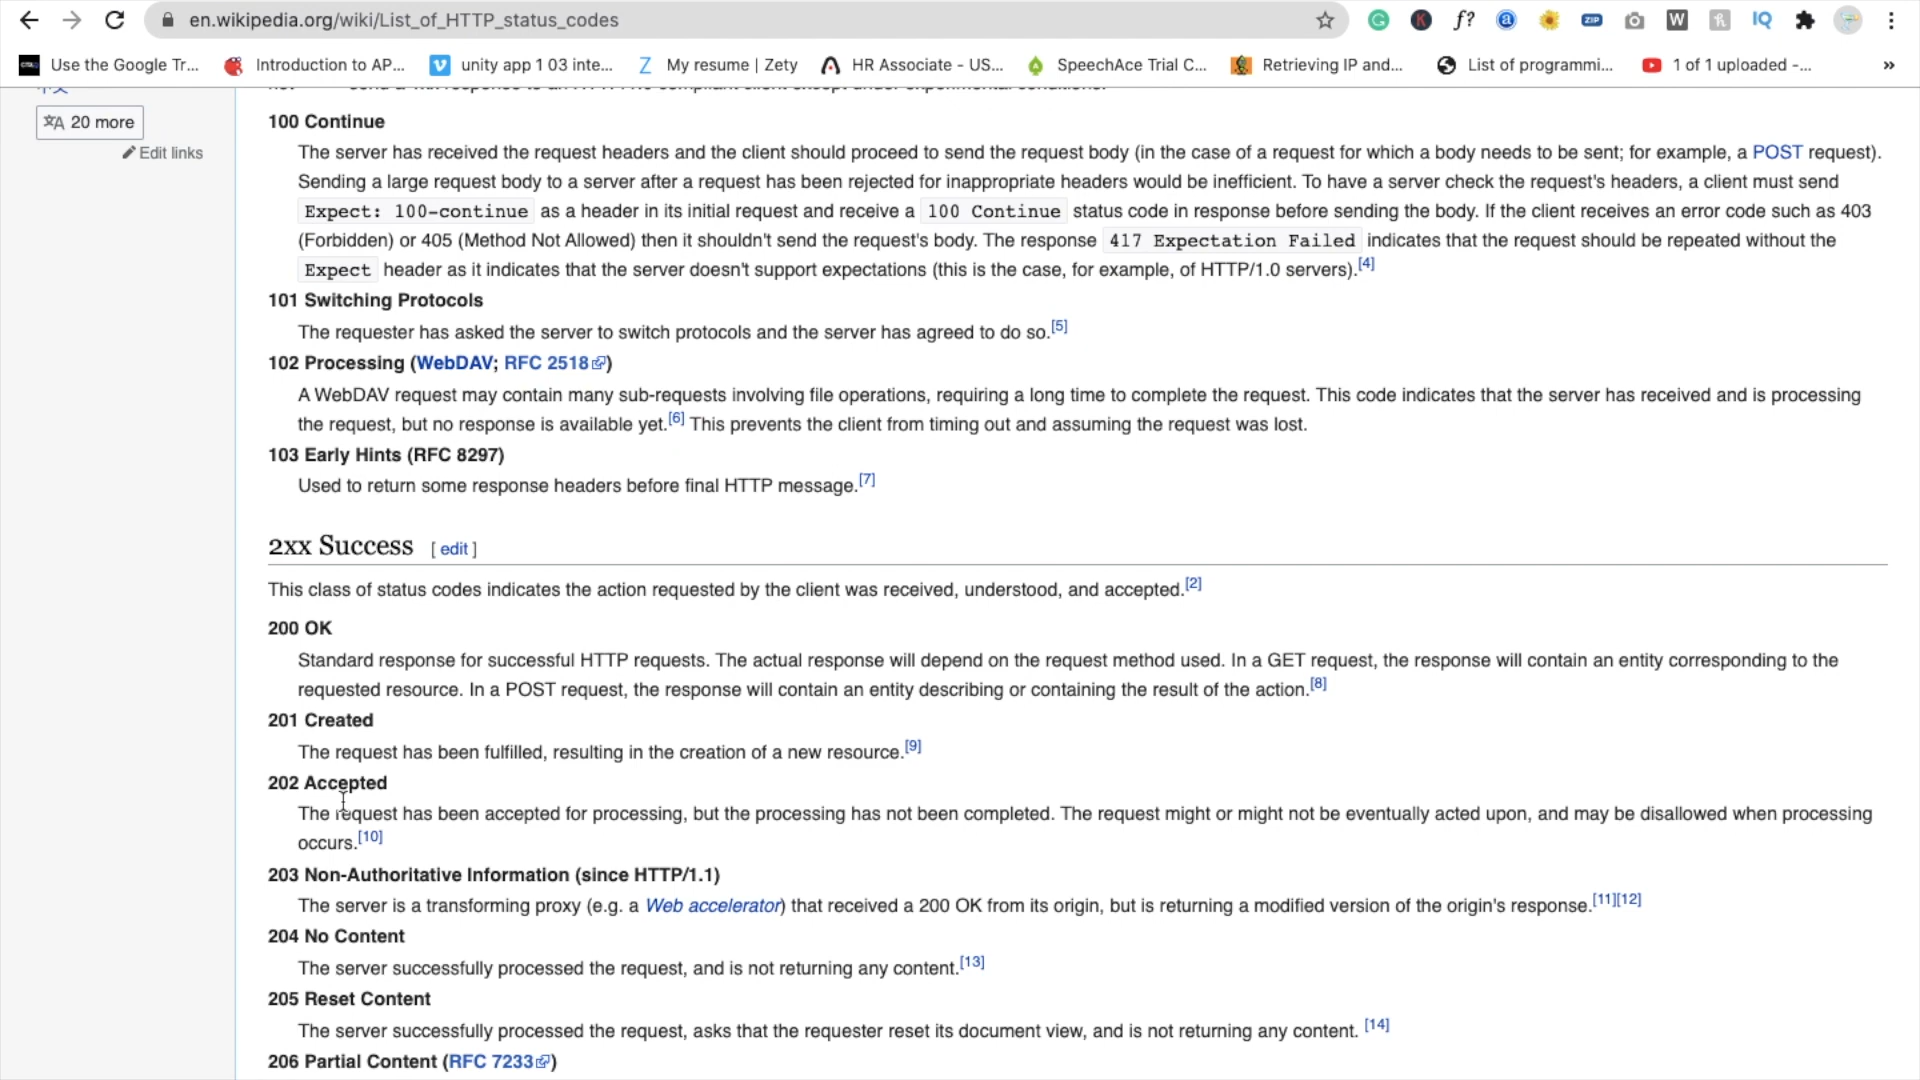 en.wikipedia.org/wiki/List_of_HTTP_status_codes
Use the Google Tr... Introduction to AP... unity app 1 03 inte... My resume | Zety HR Associate - US... SpeechAce Trial C... Retrieving IP and... List of programmi... 1 of 1 uploaded -... »
20 more
Edit links
100 Continue
The server has received the request headers and the client should proceed to send the request body (in the case of a request for which a body needs to be sent; for example, a POST request).
Sending a large request body to a server after a request has been rejected for inappropriate headers would be inefficient. To have a server check the request's headers, a client must send
Expect: 100-continue as a header in its initial request and receive a 100 Continue status code in response before sending the body. If the client receives an error code such as 403
(Forbidden) or 405 (Method Not Allowed) then it shouldn't send the request's body. The response 417 Expectation Failed indicates that the request should be repeated without the
Expect header as it indicates that the server doesn't support expectations (this is the case, for example, of HTTP/1.0 servers).[4]
101 Switching Protocols
The requester has asked the server to switch protocols and the server has agreed to do so.[5]
102 Processing (WebDAV; RFC 2518)
A WebDAV request may contain many sub-requests involving file operations, requiring a long time to complete the request. This code indicates that the server has received and is processing
the request, but no response is available yet.[6] This prevents the client from timing out and assuming the request was lost.
103 Early Hints (RFC 8297)
Used to return some response headers before final HTTP message.[7]
2xx Success [ edit ]
This class of status codes indicates the action requested by the client was received, understood, and accepted.[2]
200 OK
Standard response for successful HTTP requests. The actual response will depend on the request method used. In a GET request, the response will contain an entity corresponding to the
requested resource. In a POST request, the response will contain an entity describing or containing the result of the action.[8]
201 Created
The request has been fulfilled, resulting in the creation of a new resource.[9]
202 Accepted
The request has been accepted for processing, but the processing has not been completed. The request might or might not be eventually acted upon, and may be disallowed when processing
occurs.[10]
203 Non-Authoritative Information (since HTTP/1.1)
The server is a transforming proxy (e.g. a Web accelerator) that received a 200 OK from its origin, but is returning a modified version of the origin's response.[11][12]
204 No Content
The server successfully processed the request, and is not returning any content.[13]
205 Reset Content
The server successfully processed the request, asks that the requester reset its document view, and is not returning any content. [14]
206 Partial Content (RFC 7233)